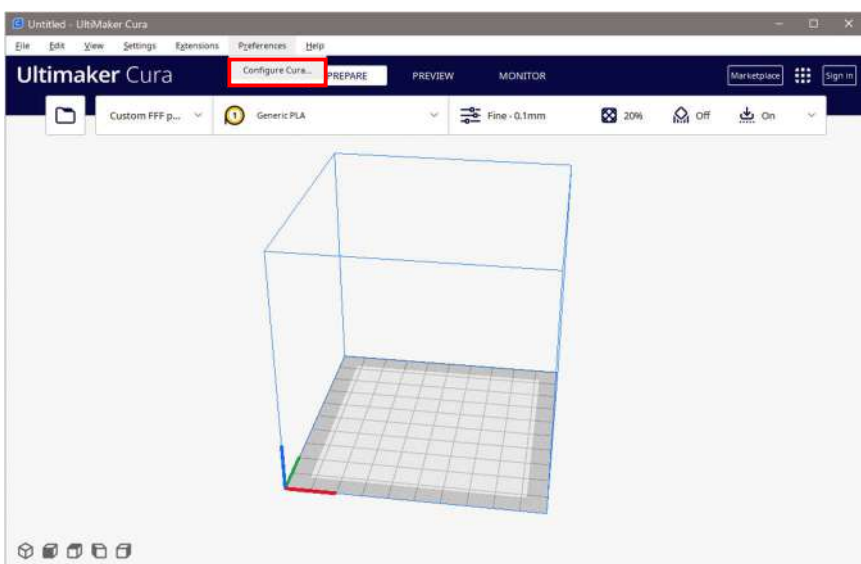 Untitled - UltiMaker Cura
File Edit View Settings Extensions Preferences Help
Configure Cura...
Ultimaker Cura PREPARE PREVIEW MONITOR Marketplace Sign in
Custom FFF p... 1 Generic PLA Fine - 0.1mm 20% Off On